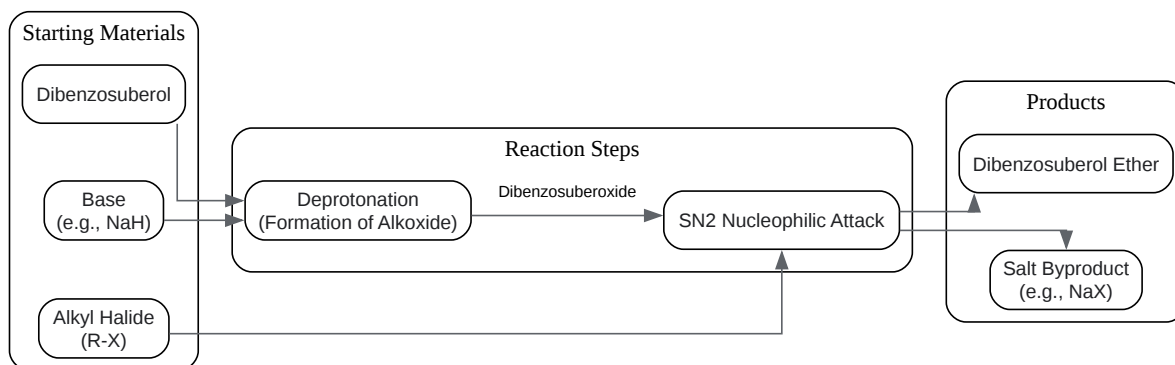 Starting Materials
Dibenzosuberol
Base
(e.g., NaH)
Alkyl Halide
(R-X)
Reaction Steps
Deprotonation
(Formation of Alkoxide)
Dibenzosuberoxide
SN2 Nucleophilic Attack
Products
Dibenzosuberol Ether
Salt Byproduct
(e.g., NaX)